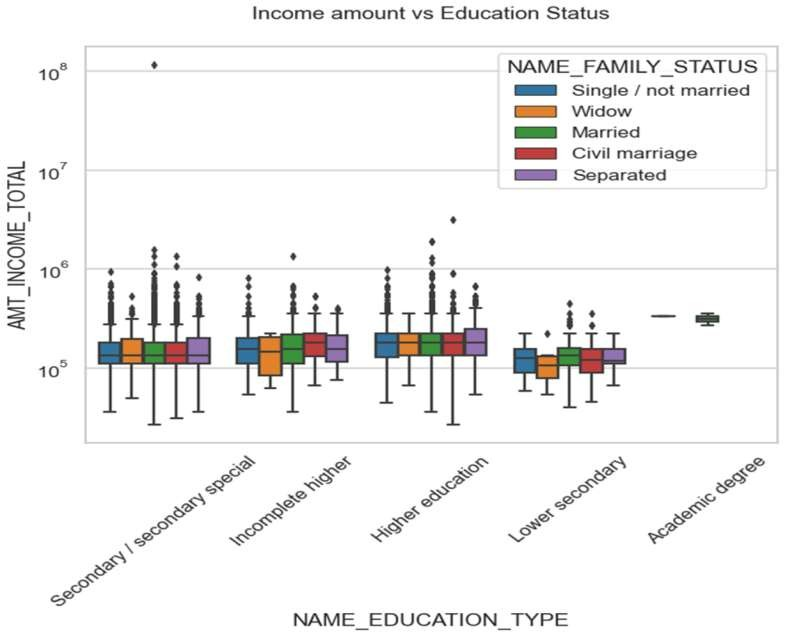 Income amount vs Education Status
NAME_FAMILY_STATUS
Single / not married
Widow
Married
Civil marriage
Separated
10⁸
10⁷
10⁶
10⁵
AMT_INCOME_TOTAL
Secondary / secondary special
Incomplete higher
Higher education
Lower secondary
Academic degree
NAME_EDUCATION_TYPE